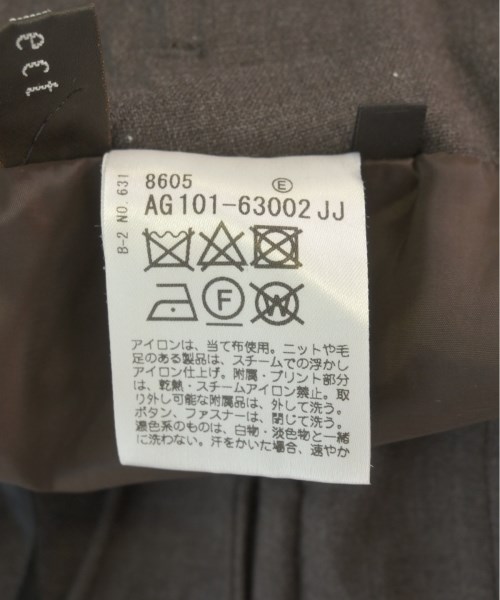 ect
B-2 NO.631
8605 Ⓔ
AG101-63002JJ
F
W
アイロンは、当て布使用。ニットや毛
足のある製品は、スチームでの浮かし
アイロン仕上げ。附属・プリント部分
は、乾熱・スチームアイロン禁止。取
り外し可能な附属品は、外して洗う。
ボタン、ファスナーは、閉じて洗う。
濃色系のものは、白物・淡色物と一緒
に洗わない。汗をかいた場合、速やか